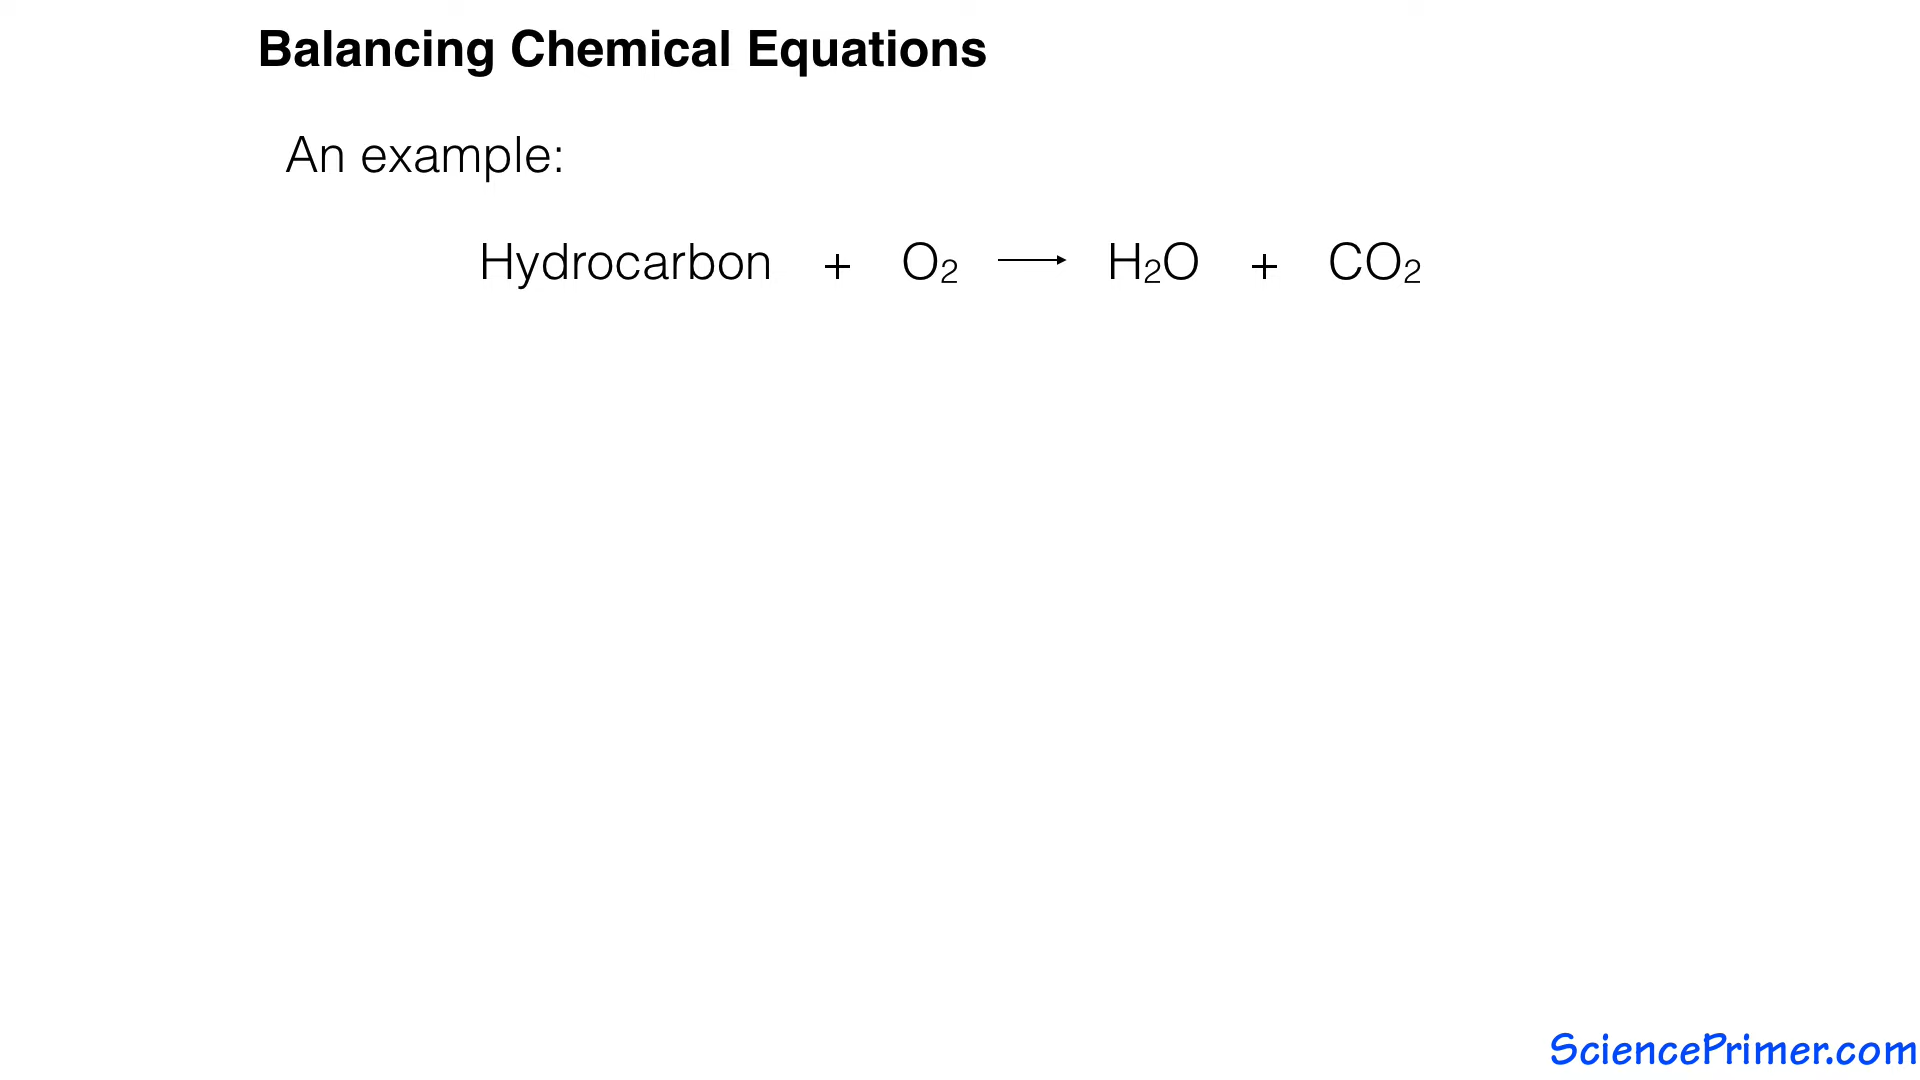 Balancing Chemical Equations
An example:
Hydrocarbon + O₂ ⟶ H₂O + CO₂
SciencePrimer.com